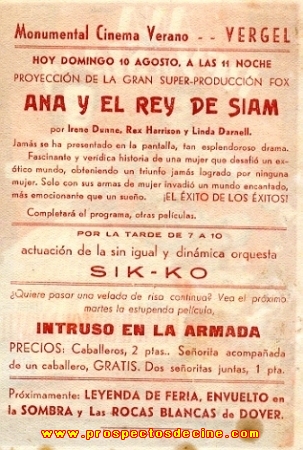 Monumental Cinema Verano -- VERGEL
HOY DOMINGO 10 AGOSTO, A LAS 11 NOCHE
PROYECCIÓN DE LA GRAN SUPER-PRODUCCIÓN FOX
ANA Y EL REY DE SIAM
por Irene Dunne, Rex Harrison y Linda Darnell.
Jamás se ha presentado en la pantalla, tan esplendoroso drama.
Fascinante y verídica historia de una mujer que desafió un ex-
ótico mundo, obteniendo un triunfo jamás logrado por ninguna
mujer. Solo con sus armas de mujer invadió un mundo encantado,
más emocionante que un sueño. ¡EL ÉXITO DE LOS ÉXITOS!
Completará el programa, otras películas.
POR LA TARDE DE 7 A 10
actuación de la sin igual y dinámica orquesta
SIK-KO
¿Quiere pasar una velada de risa continua? Vea el próximo
martes la estupenda película,
INTRUSO EN LA ARMADA
PRECIOS: Caballeros, 2 ptas.. Señorita acompañada
de un caballero, GRATIS. Dos señoritas juntas, 1 pta.
Próximamente: LEYENDA DE FERIA, ENVUELTO en
la SOMBRA y Las ROCAS BLANCAS de DOVER.
www.prospectosdecine.com